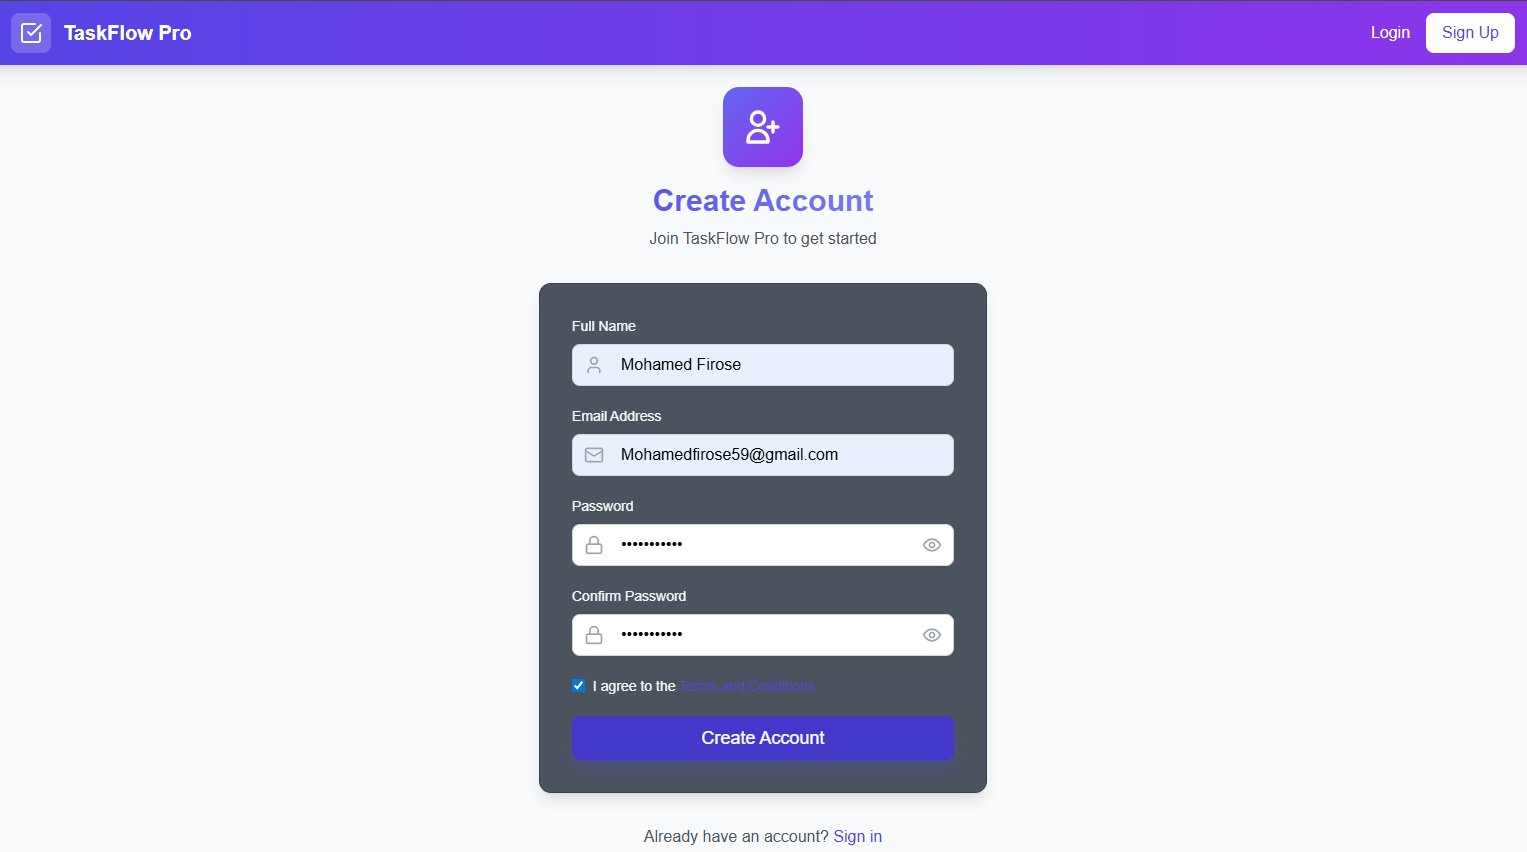 TaskFlow Pro
Login
Sign Up
Create Account
Join TaskFlow Pro to get started
Full Name
Mohamed Firose
Email Address
Mohamedfirose59@gmail.com
Password
•••••••••••
Confirm Password
•••••••••••
I agree to the Terms and Conditions
Create Account
Already have an account? Sign in